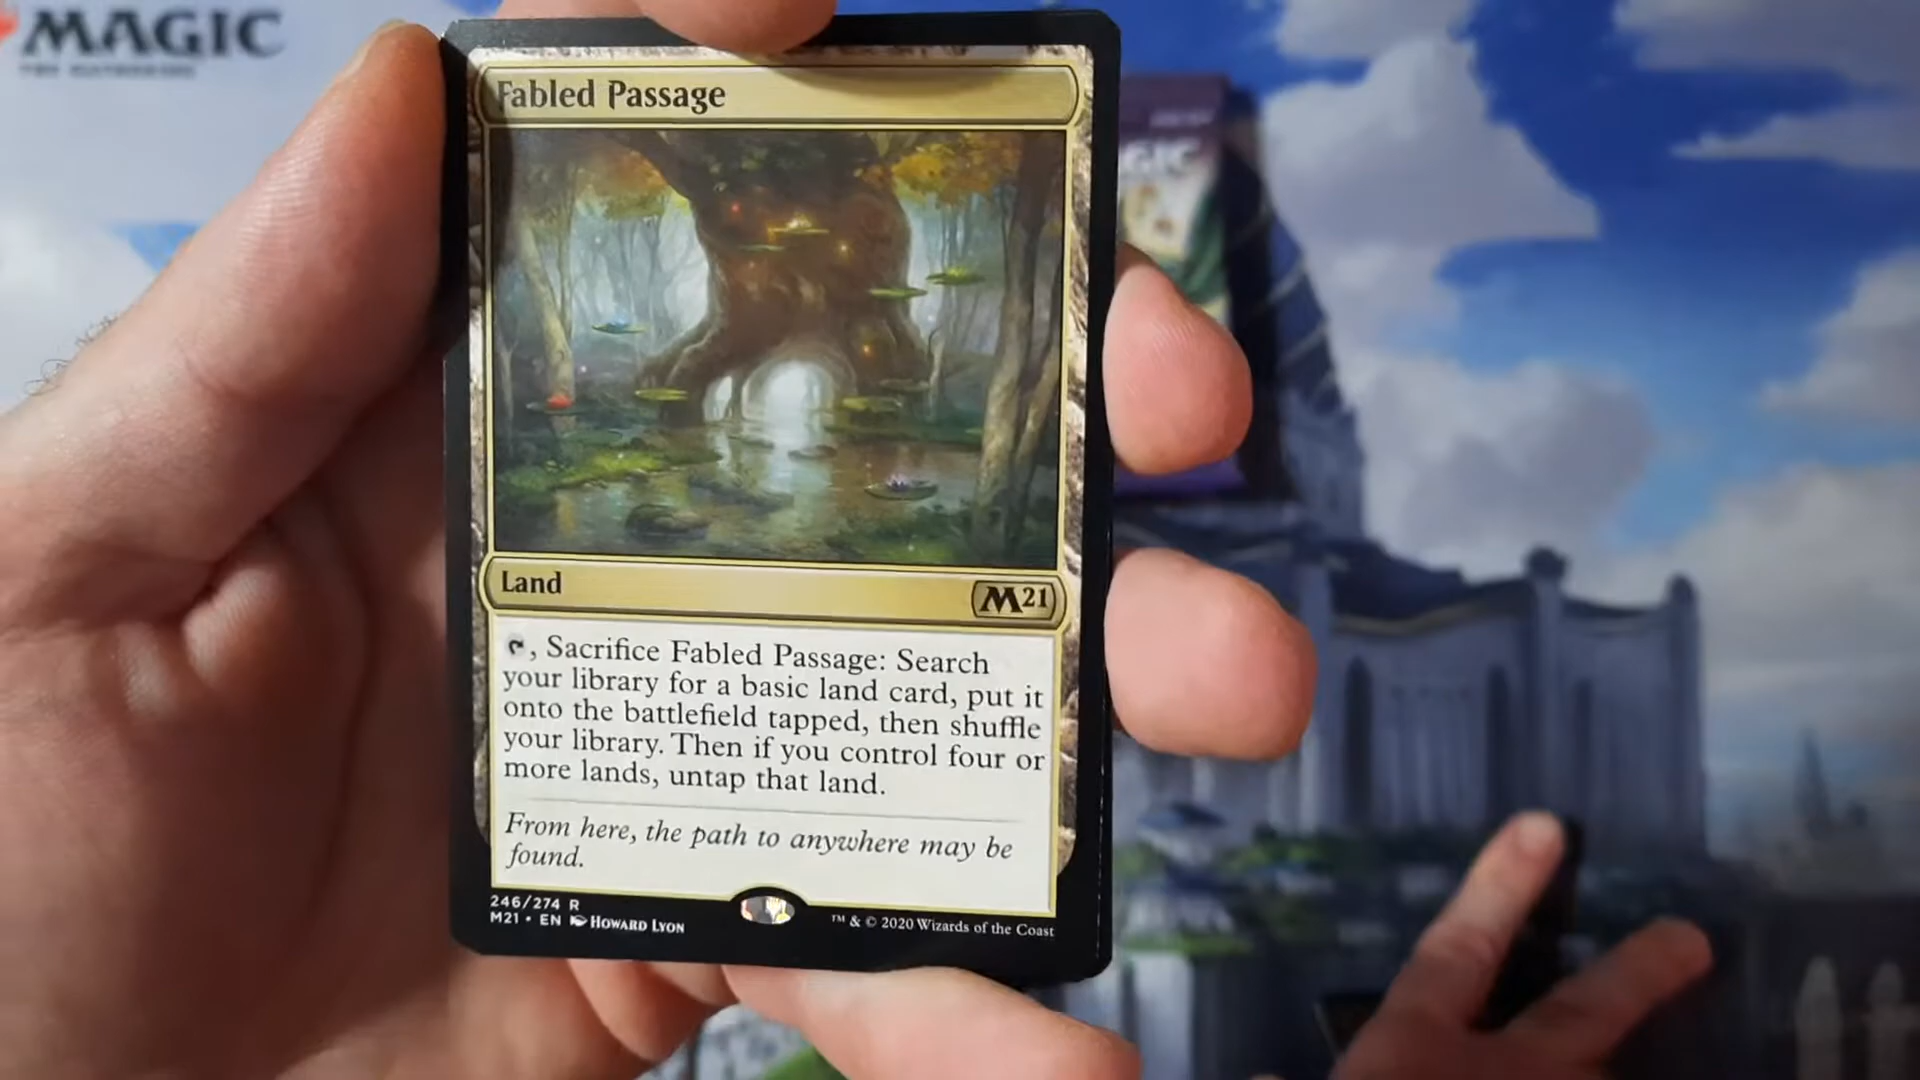 MAGIC
THE GATHERING
Fabled Passage
GIC
Land
M21
, Sacrifice Fabled Passage: Search
your library for a basic land card, put it
onto the battlefield tapped, then shuffle
your library. Then if you control four or
more lands, untap that land.
From here, the path to anywhere may be
found.
246/274 R
M21 • EN HOWARD LYON
™ & © 2020 Wizards of the Coast